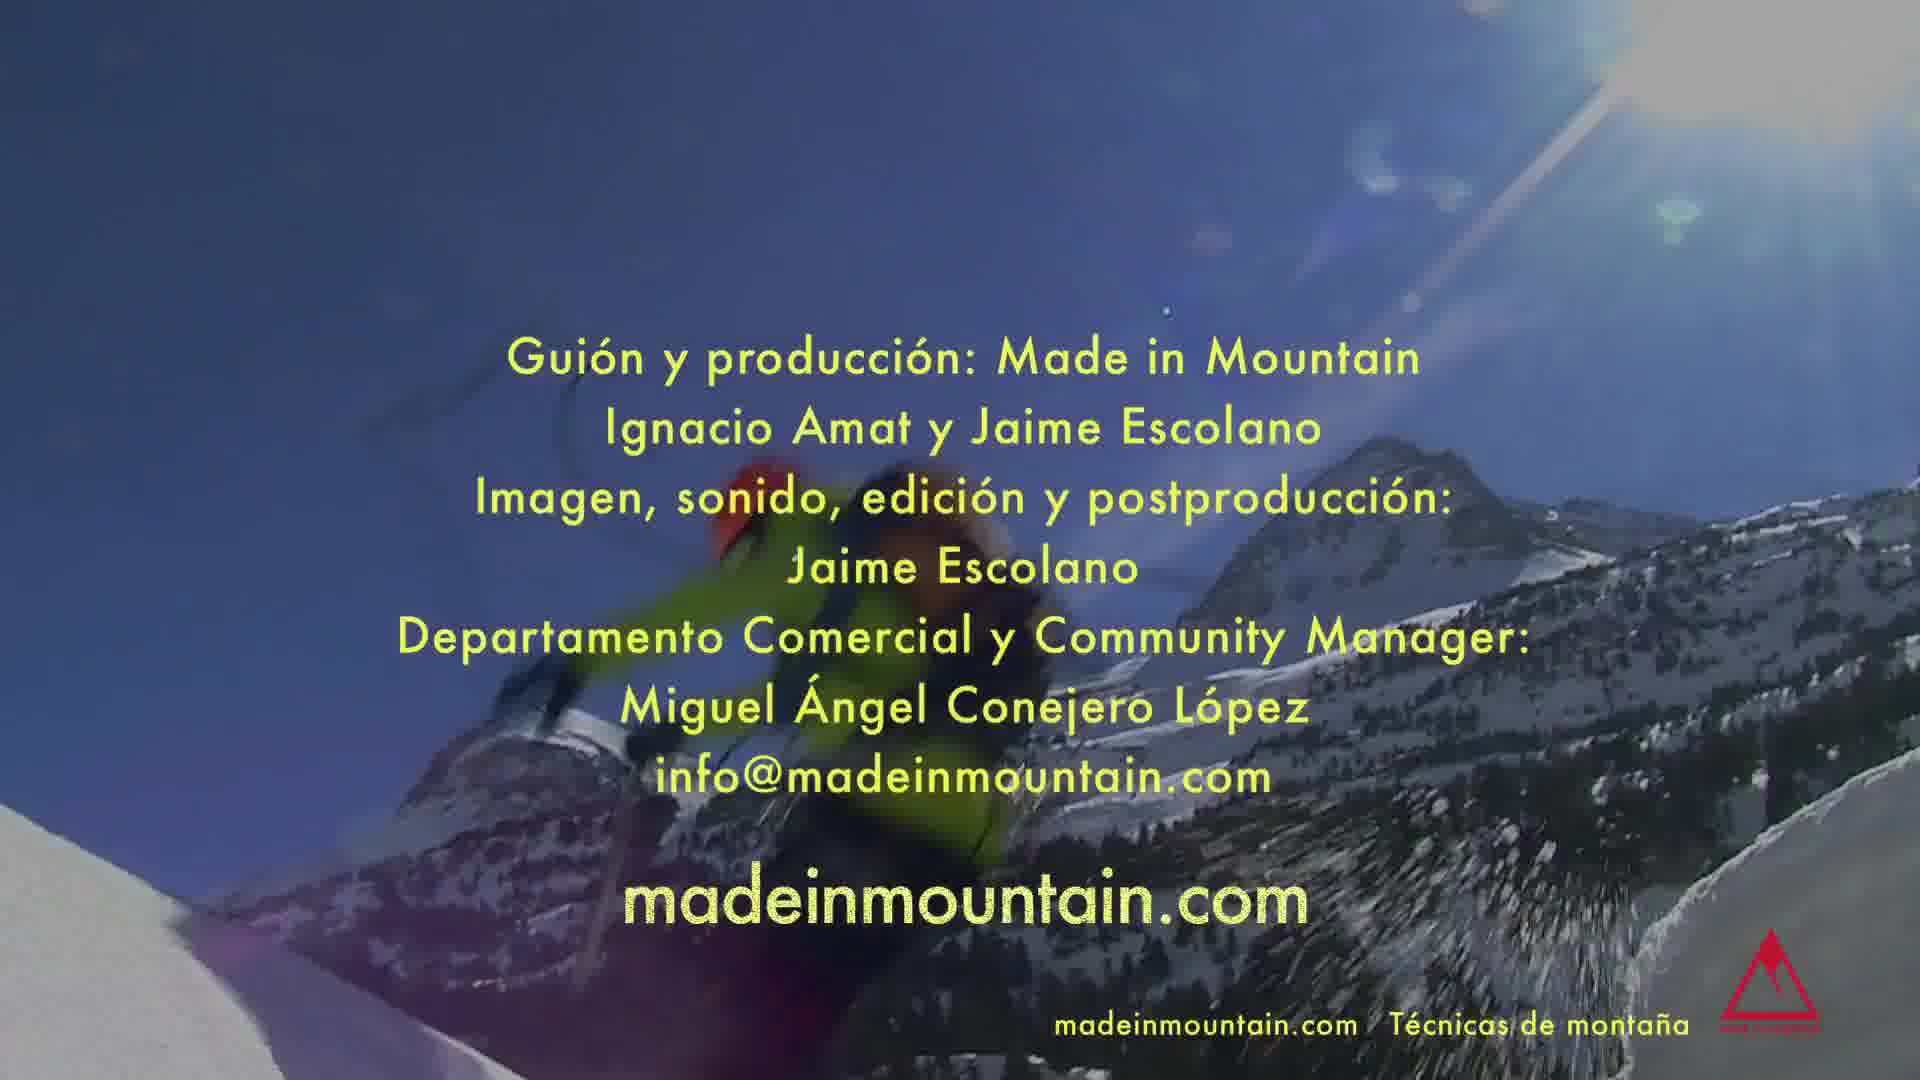 Guión y producción: Made in Mountain
Ignacio Amat y Jaime Escolano
Imagen, sonido, edición y postproducción:
Jaime Escolano
Departamento Comercial y Community Manager:
Miguel Ángel Conejero López
info@madeinmountain.com
madeinmountain.com
madeinmountain.com Técnicas de montaña